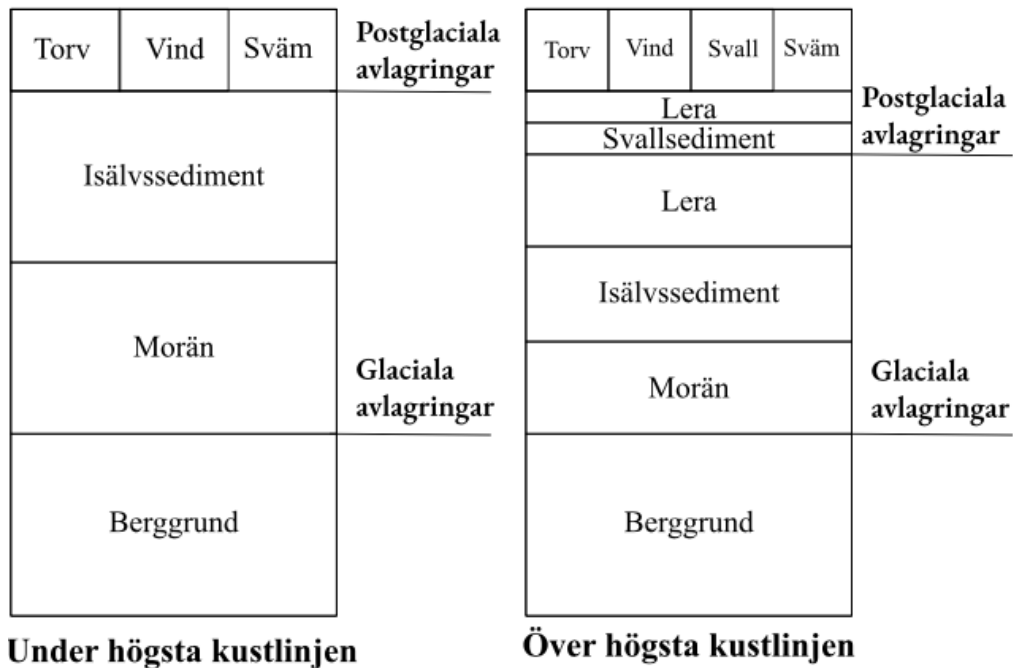 Torv
Vind
Sväm
Postglaciala
avlagringar
Isälvssediment
Morän
Glaciala
avlagringar
Berggrund
Under högsta kustlinjen
Torv
Vind
Svall
Sväm
Lera
Svallsediment
Postglaciala
avlagringar
Lera
Isälvssediment
Morän
Glaciala
avlagringar
Berggrund
Över högsta kustlinjen